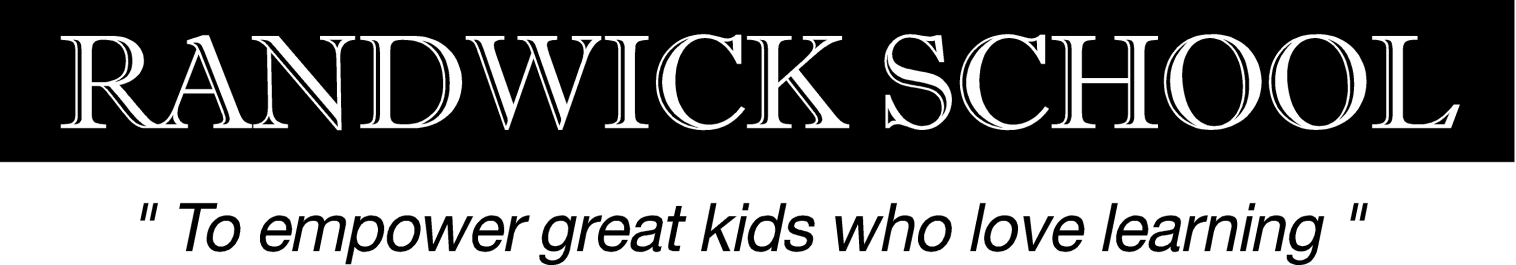 RANDWICK SCHOOL
" To empower great kids who love learning "